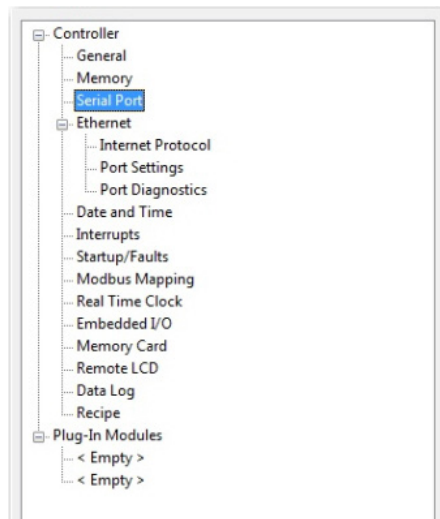 Controller
General
Memory
Serial Port
Ethernet
Internet Protocol
Port Settings
Port Diagnostics
Date and Time
Interrupts
Startup/Faults
Modbus Mapping
Real Time Clock
Embedded I/O
Memory Card
Remote LCD
Data Log
Recipe
Plug-In Modules
< Empty >
< Empty >